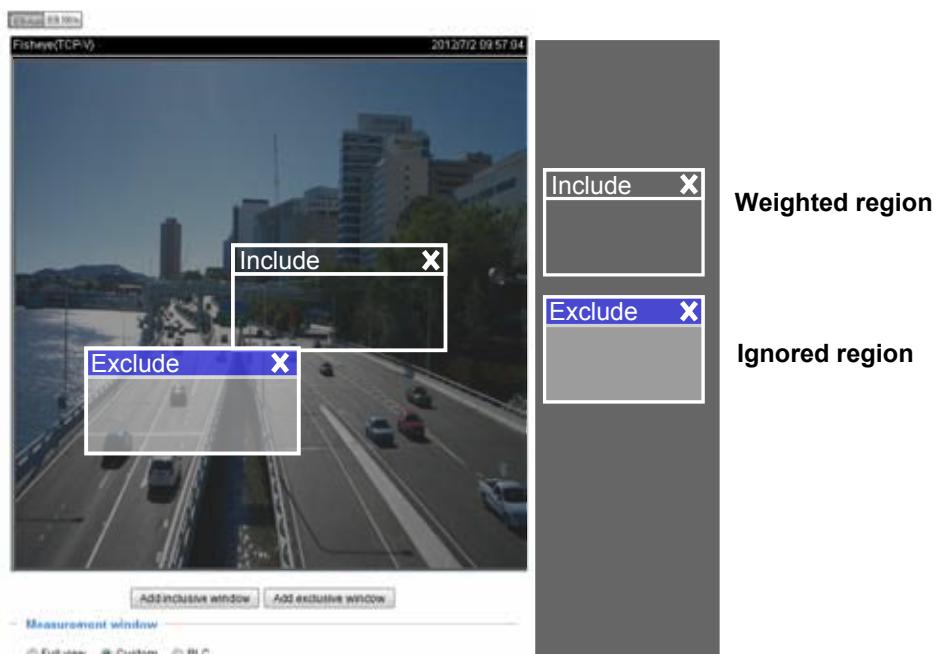 Fisheye(TCP-V) 2012/7/2 09:57:04
Include
Exclude
Include
Weighted region
Exclude
Ignored region
Add inclusive window Add exclusive window
Measurement window
Full view Custom BLC